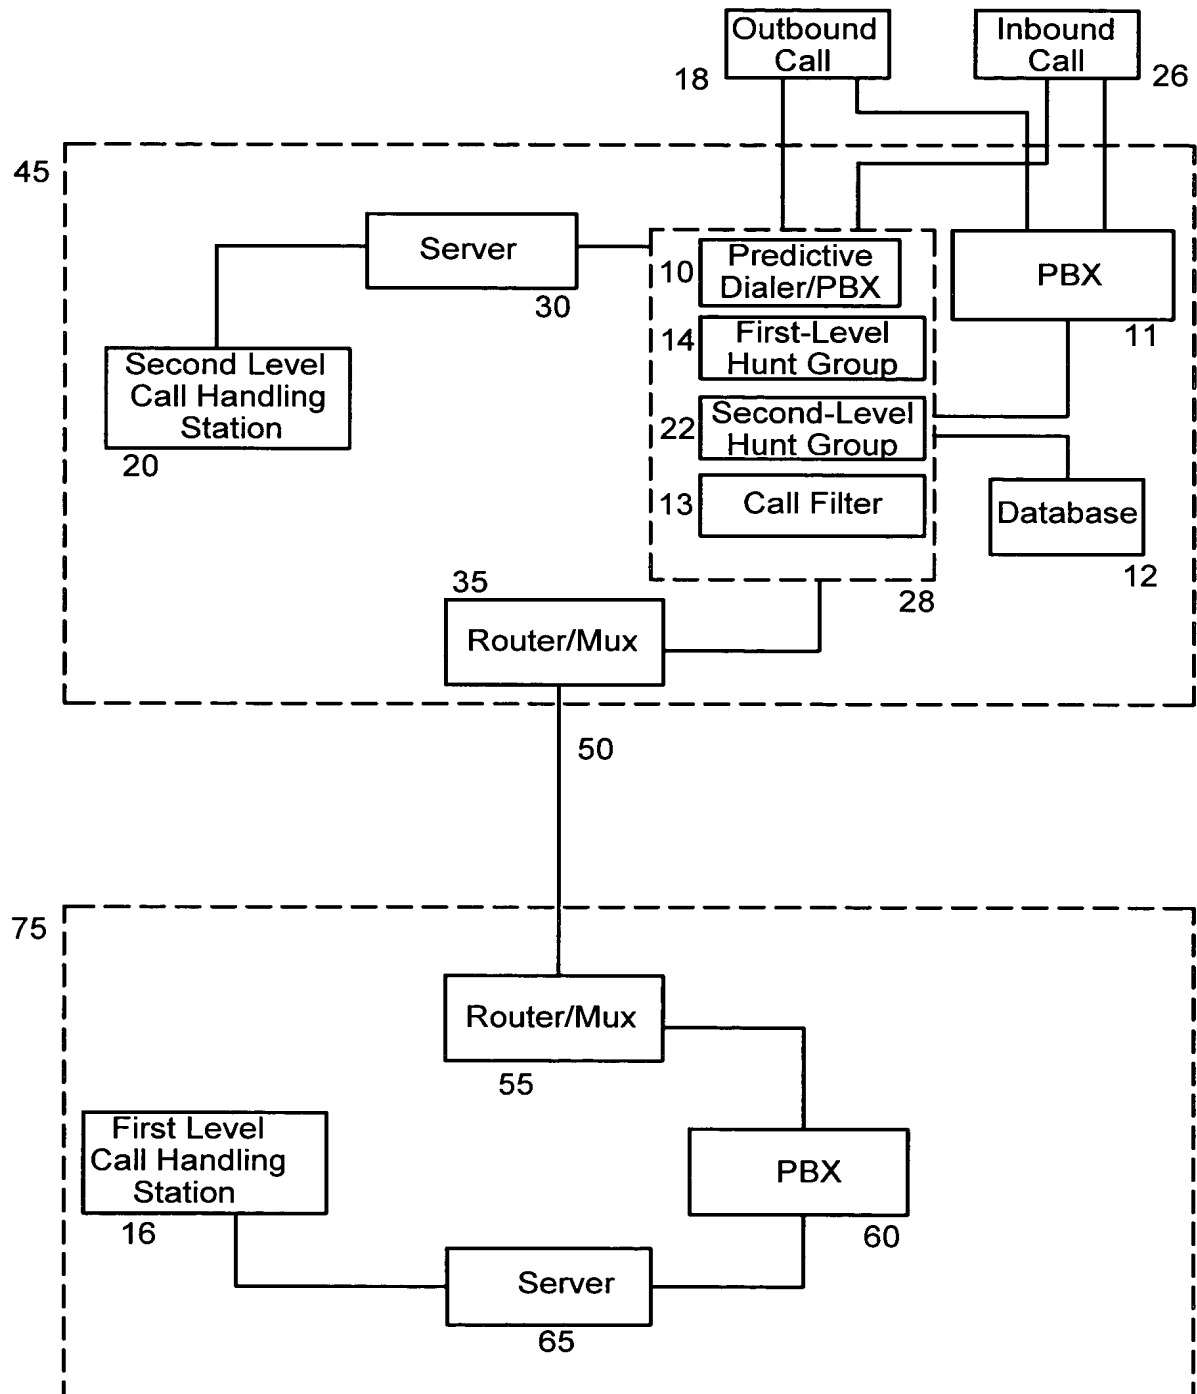 Outbound
Call
18
Inbound
Call
26
45
Server
30
10
Predictive
Dialer/PBX
PBX
11
14
First-Level
Hunt Group
Second Level
Call Handling
Station
20
22
Second-Level
Hunt Group
13
Call Filter
Database
12
28
35
Router/Mux
50
75
Router/Mux
55
First Level
Call Handling
Station
16
PBX
60
Server
65